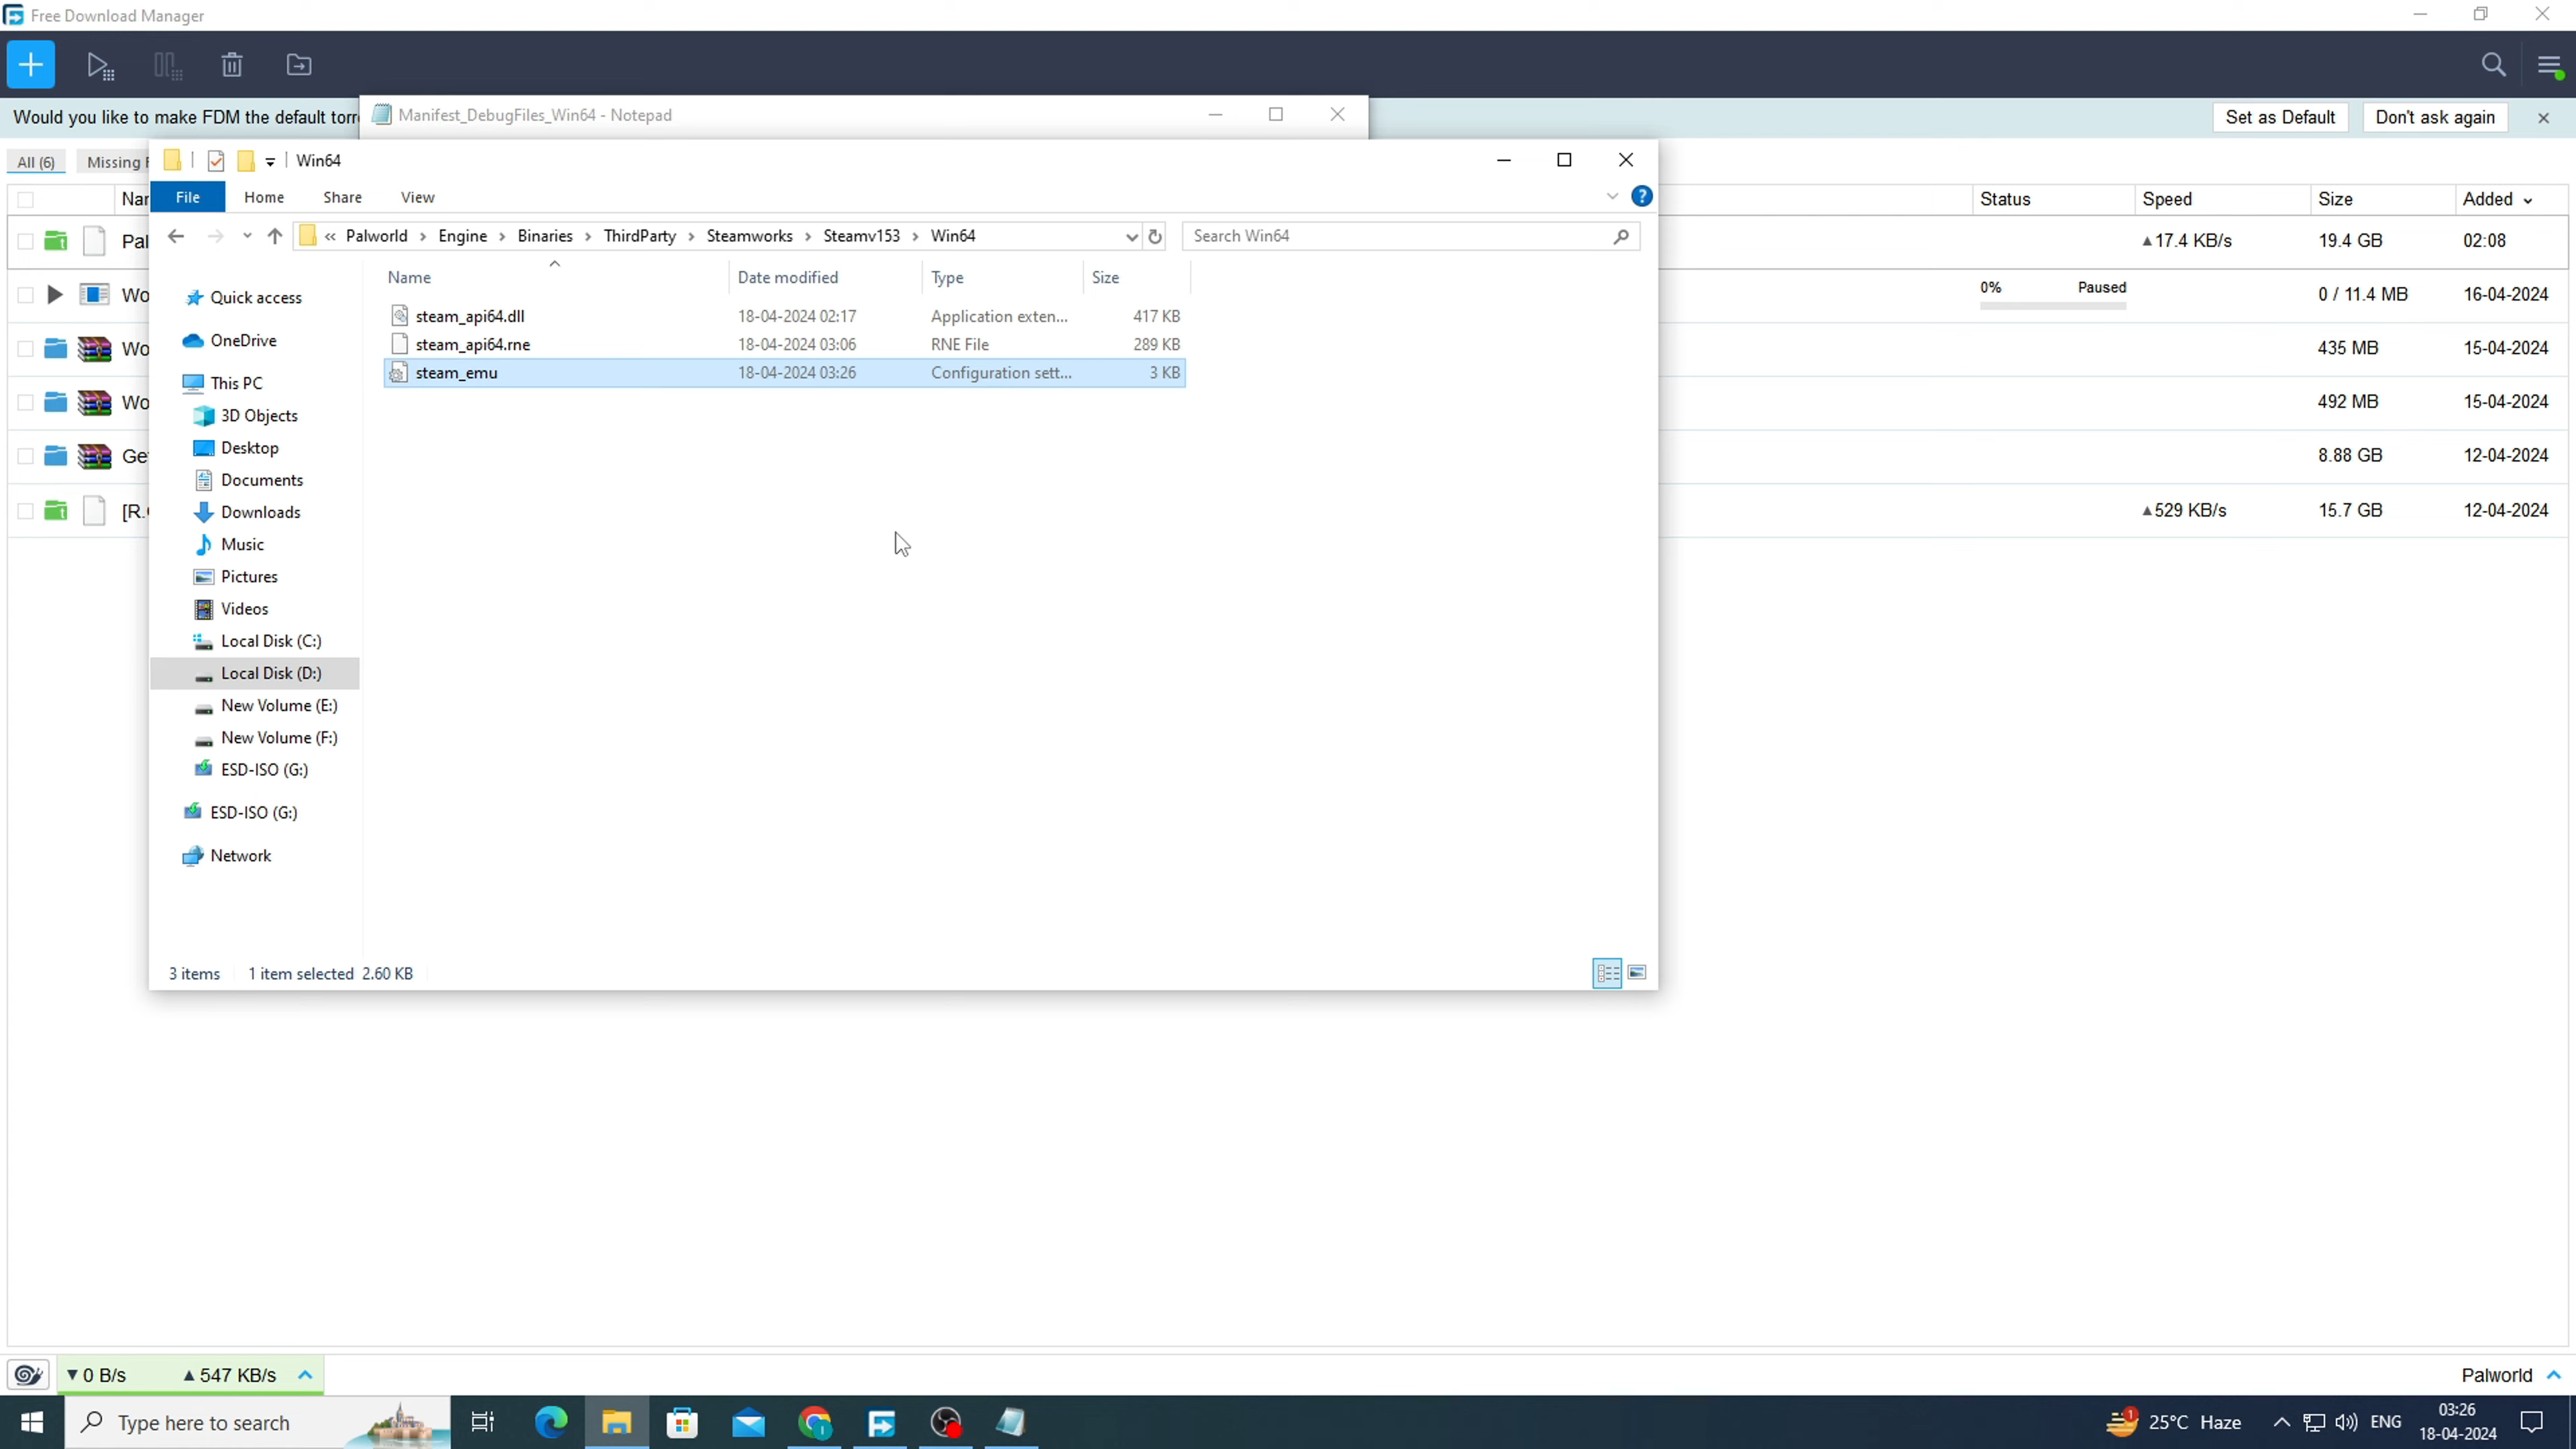 Free Download Manager
Would you like to make FDM the default torre
Set as Default
Don't ask again
Manifest_DebugFiles_Win64 - Notepad
All (6)
Missing F
Win64
File
Home
Share
View
« Palworld › Engine › Binaries › ThirdParty › Steamworks › Steamv153 › Win64
Search Win64
Name
Date modified
Type
Size
steam_api64.dll 18-04-2024 02:17 Application exten... 417 KB
steam_api64.rne 18-04-2024 03:06 RNE File 289 KB
steam_emu 18-04-2024 03:26 Configuration sett... 3 KB
Quick access
OneDrive
This PC
3D Objects
Desktop
Documents
Downloads
Music
Pictures
Videos
Local Disk (C:)
Local Disk (D:)
New Volume (E:)
New Volume (F:)
ESD-ISO (G:)
ESD-ISO (G:)
Network
3 items 1 item selected 2.60 KB
Nar
Status
Speed
Size
Added
Pal
17.4 KB/s 19.4 GB 02:08
Wo
0% Paused 0 / 11.4 MB 16-04-2024
Wo
435 MB 15-04-2024
Wo
492 MB 15-04-2024
Ge
8.88 GB 12-04-2024
[R.
529 KB/s 15.7 GB 12-04-2024
0 B/s 547 KB/s
Palworld
Type here to search
1
25°C Haze
ENG
03:26
18-04-2024